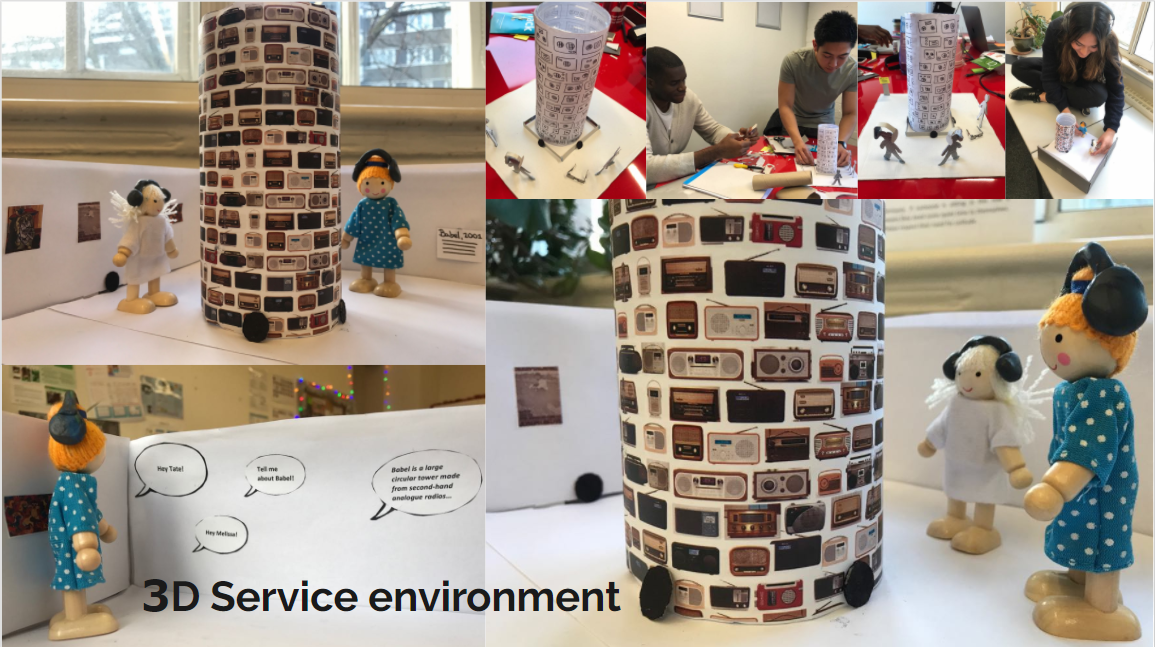 Babel, 2001
Hey Tate!
Tell me
about Babel!
Babel is a large
circular tower made
from second-hand
analogue radios...
Hey Melissa!
3D Service environment